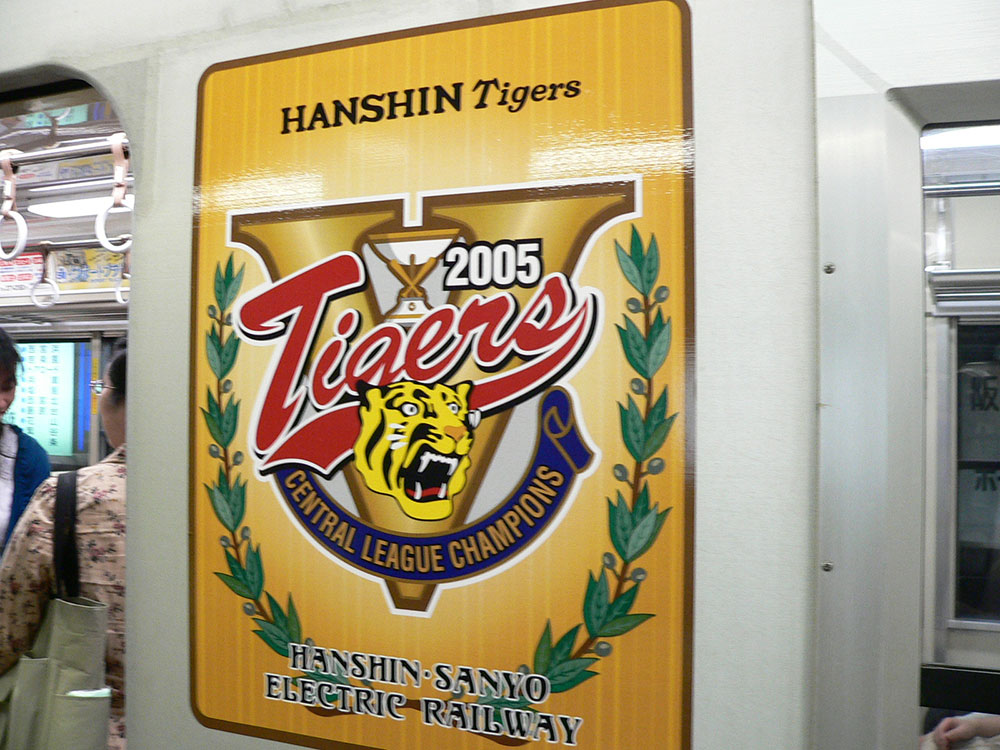 HANSHIN Tigers
2005
Tigers
CENTRAL LEAGUE CHAMPIONS
HANSHIN·SANYO
ELECTRIC RAILWAY